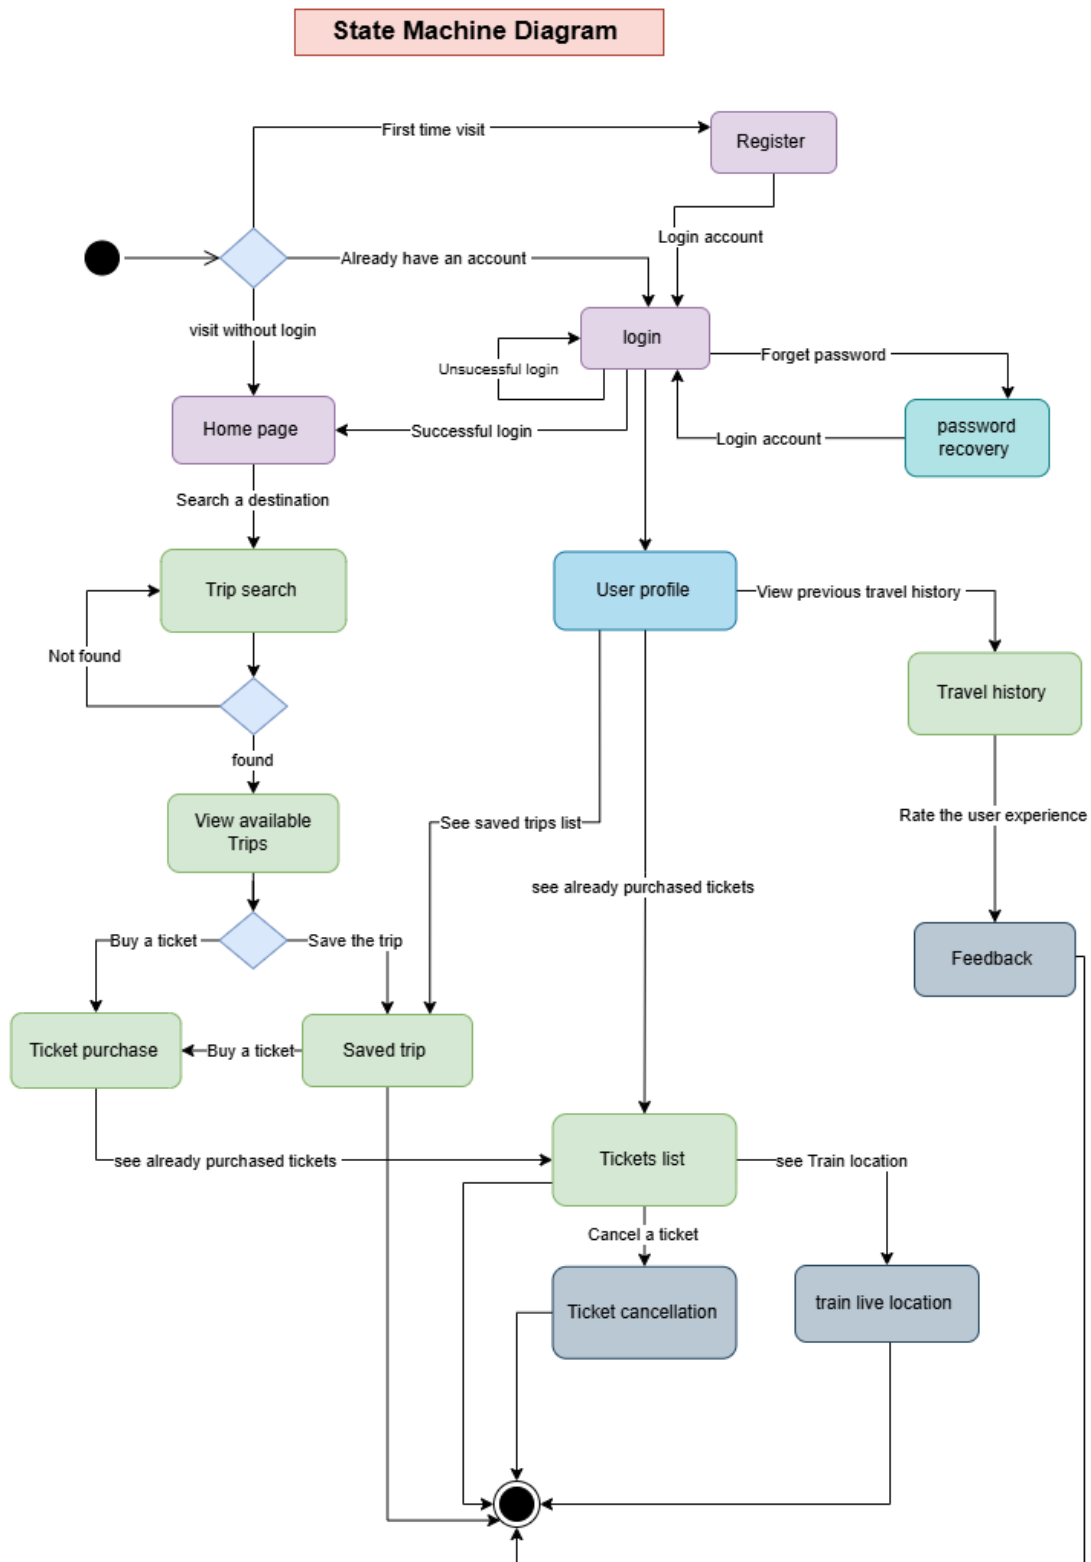 State Machine Diagram
First time visit
Register
Login account
Already have an account
visit without login
login
Unsucessful login
Forget password
Home page
Successful login
Login account
password
recovery
Search a destination
Trip search
User profile
View previous travel history
Not found
Travel history
found
View available
Trips
See saved trips list
Rate the user experience
see already purchased tickets
Buy a ticket
Save the trip
Feedback
Ticket purchase
Buy a ticket
Saved trip
see already purchased tickets
Tickets list
see Train location
Cancel a ticket
Ticket cancellation
train live location